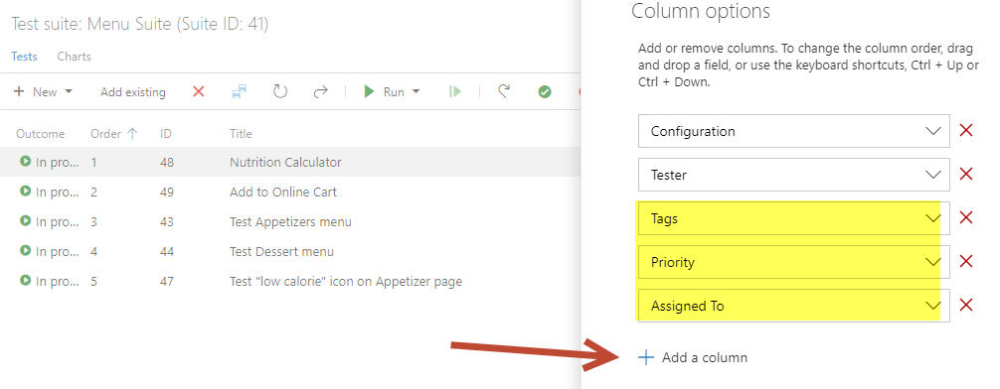 Test suite: Menu Suite (Suite ID: 41)
Tests Charts
New Add existing Run
Outcome Order ID Title
In pro... 1 48 Nutrition Calculator
In pro... 2 49 Add to Online Cart
In pro... 3 43 Test Appetizers menu
In pro... 4 44 Test Dessert menu
In pro... 5 47 Test "low calorie" icon on Appetizer page
Column options
Add or remove columns. To change the column order, drag
and drop a field, or use the keyboard shortcuts, Ctrl + Up or
Ctrl + Down.
Configuration
Tester
Tags
Priority
Assigned To
Add a column